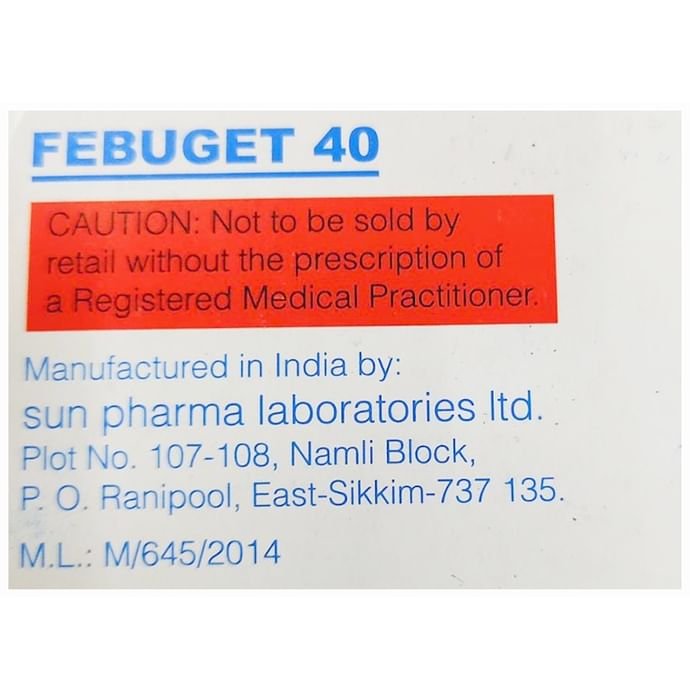 FEBUGET 40
CAUTION: Not to be sold by
retail without the prescription of
a Registered Medical Practitioner.
Manufactured in India by:
sun pharma laboratories ltd.
Plot No. 107-108, Namli Block,
P. O. Ranipool, East-Sikkim-737 135.
M.L.: M/645/2014